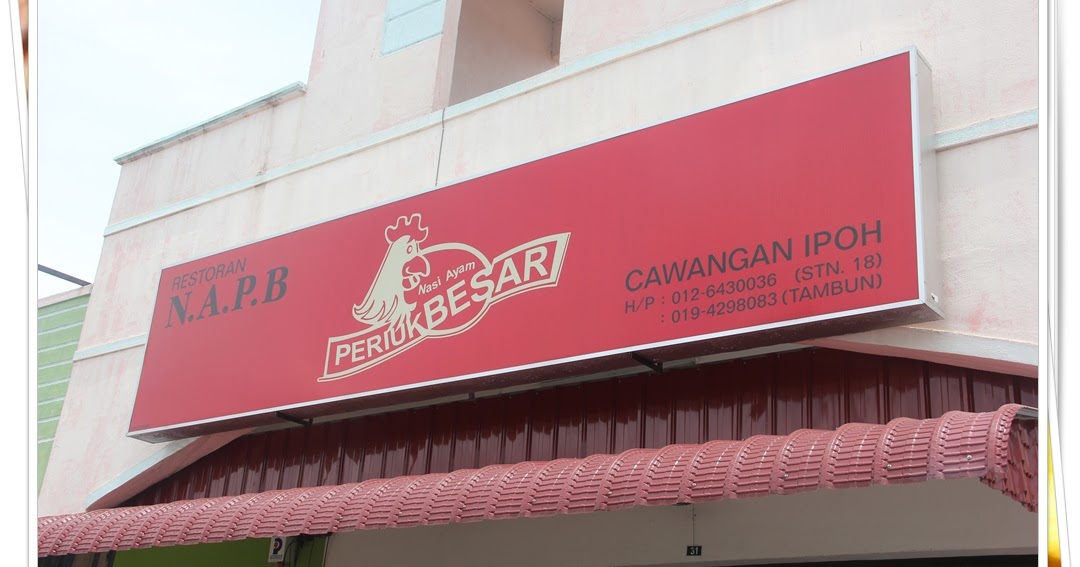 RESTORAN
N.A.P.B
Nasi Ayam
PERIUK BESAR
CAWANGAN IPOH
H/P : 012-6430036 (STN. 18)
: 019-4298083 (TAMBUN)
31